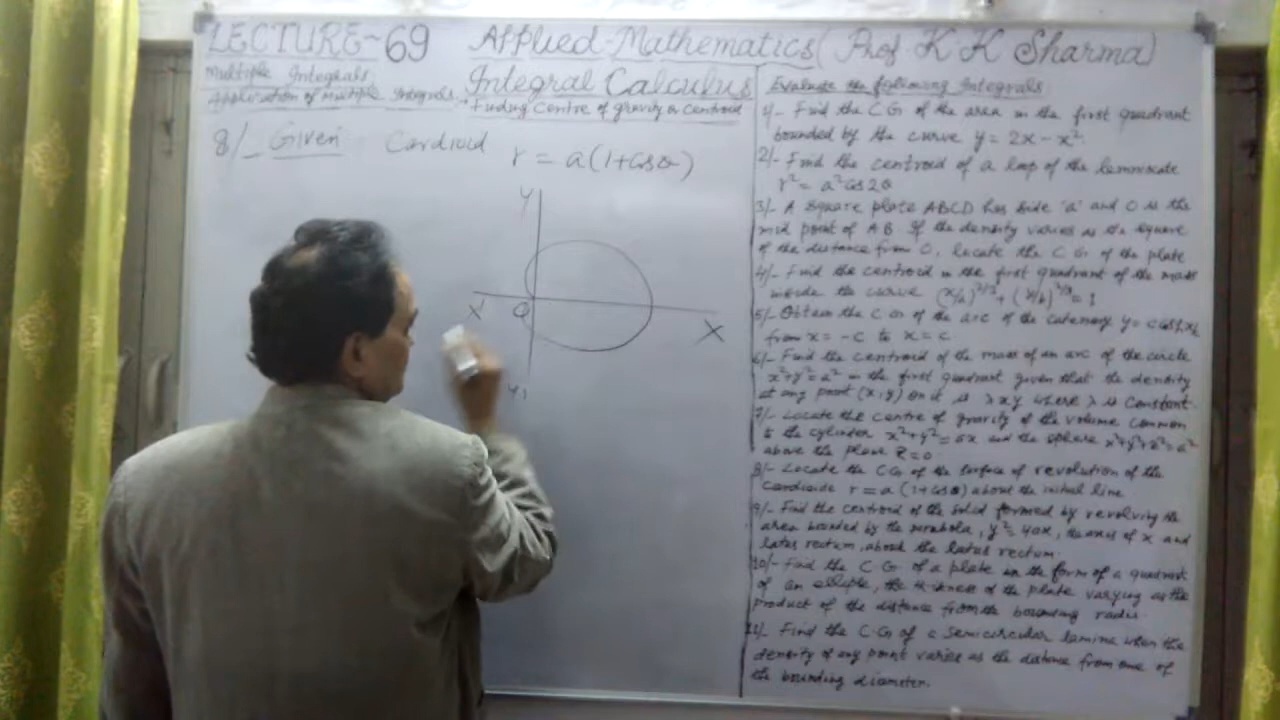 LECTURE-69 Applied Mathematics (Prof. K K Sharma)
Multiple Integrals
Integral Calculus
Application of multiple Integrals
Finding Centre of gravity or Centroid
8/- Given Cardioid r = a(1+cosθ)
Y
X'
O
X
Y'
Evaluate the following Integrals
1/- Find the C G of the area in the first quadrant
bounded by the curve y = 2x - x².
2/- Find the centroid of a loop of the lemniscate
r² = a² cos2θ
3/- A square plate ABCD has side 'a' and O is the
mid point of AB. If the density varies as the square
of the distance from O, locate the C G of the plate
4/- Find the centroid in the first quadrant of the mass
inside the curve (x/a)^2/3 + (y/b)^2/3 = 1
5/- Obtain the C G of the arc of the catenary y = c cosh x/c
from x = -c to x = c
6/- Find the centroid of the mass of an arc of the circle
x²+y² = a² in the first quadrant given that the density
at any point (x,y) on it is λxy where λ is constant.
7/- Locate the centre of gravity of the volume common
to the cylinder x²+y² = ax and the sphere x²+y²+z² = a²
above the plane z = 0
8/- Locate the C G of the surface of revolution of the
Cardioide r = a (1+cosθ) about the initial line
9/- Find the centroid of the solid formed by revolving the
area bounded by the parabola, y² = 4ax, the axes of x and
latus rectum, about the latus rectum.
10/- Find the C G of a plate in the form of a quadrant
of an ellipse, the thickness of the plate varying as the
product of the distance from the bounding radii.
11/- Find the C.G of a semicircular lamina when the
density of any point varies as the distance from one of
the bounding diameter.